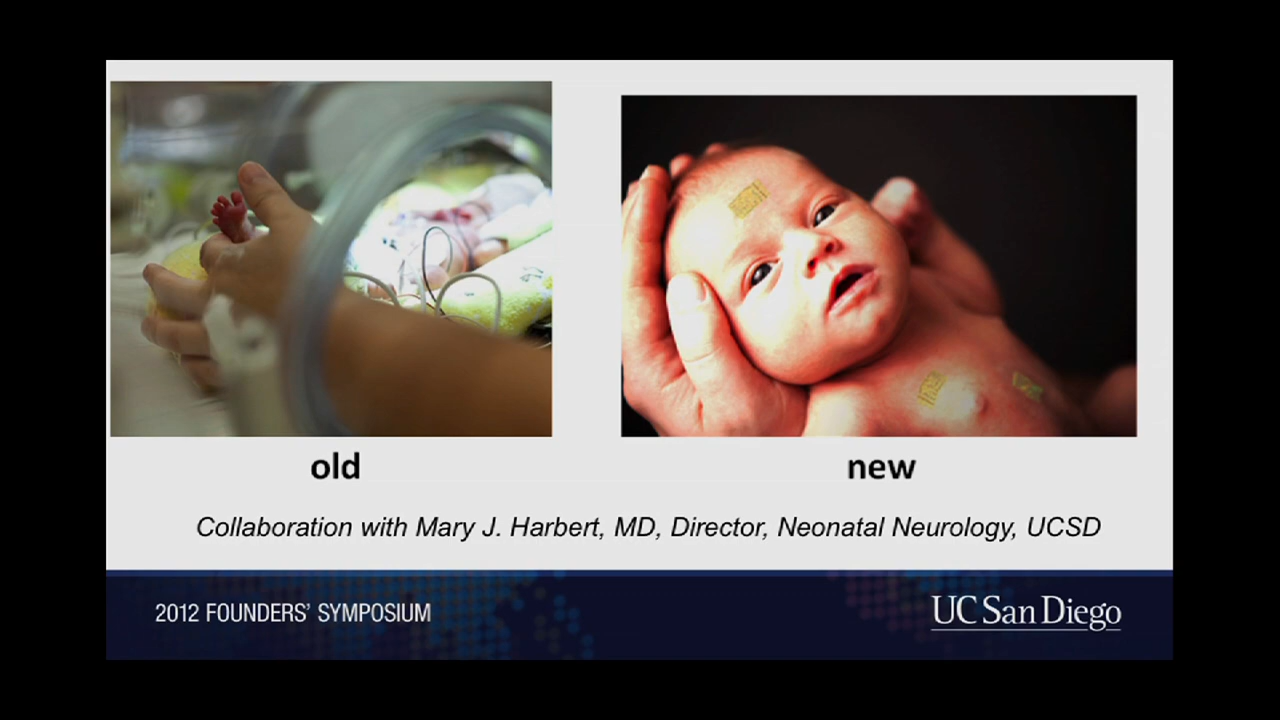 old
new
Collaboration with Mary J. Harbert, MD, Director, Neonatal Neurology, UCSD
2012 FOUNDERS' SYMPOSIUM
UC San Diego